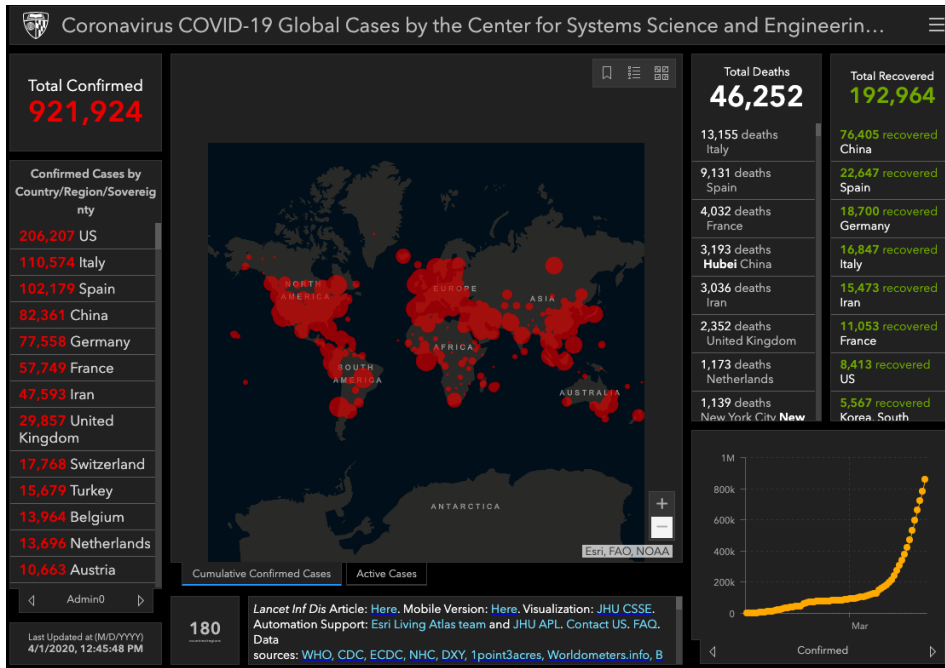 Coronavirus COVID-19 Global Cases by the Center for Systems Science and Engineerin...
Total Confirmed
921,924
Confirmed Cases by
Country/Region/Sovereig
nty
206,207 US
110,574 Italy
102,179 Spain
82,361 China
77,558 Germany
57,749 France
47,593 Iran
29,857 United
Kingdom
17,768 Switzerland
15,679 Turkey
13,964 Belgium
13,696 Netherlands
10,663 Austria
Admin0
Last Updated at (M/D/YYYY)
4/1/2020, 12:45:48 PM
NORTH
AMERICA
EUROPE
ASIA
AFRICA
SOUTH
AMERICA
AUSTRALIA
ANTARCTICA
+
−
Esri, FAO, NOAA
Cumulative Confirmed Cases
Active Cases
180
Lancet Inf Dis Article: Here. Mobile Version: Here. Visualization: JHU CSSE.
Automation Support: Esri Living Atlas team and JHU APL. Contact US. FAQ.
Data
sources: WHO, CDC, ECDC, NHC, DXY, 1point3acres, Worldometers.info, B
Total Deaths
46,252
13,155 deaths
Italy
9,131 deaths
Spain
4,032 deaths
France
3,193 deaths
Hubei China
3,036 deaths
Iran
2,352 deaths
United Kingdom
1,173 deaths
Netherlands
1,139 deaths
New York City New
Total Recovered
192,964
76,405 recovered
China
22,647 recovered
Spain
18,700 recovered
Germany
16,847 recovered
Italy
15,473 recovered
Iran
11,053 recovered
France
8,413 recovered
US
5,567 recovered
Korea, South
1M
800k
600k
400k
200k
0
Mar
Confirmed